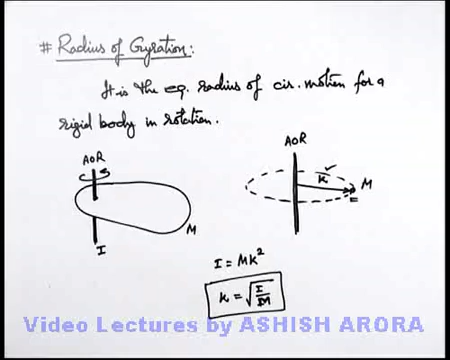 # Radius of Gyration:
It is the eq. radius of cir. motion for a
rigid body in rotation.
AOR
M
I
AOR
K
M
I = MK²
K = √(I/M)
Video Lectures by ASHISH ARORA